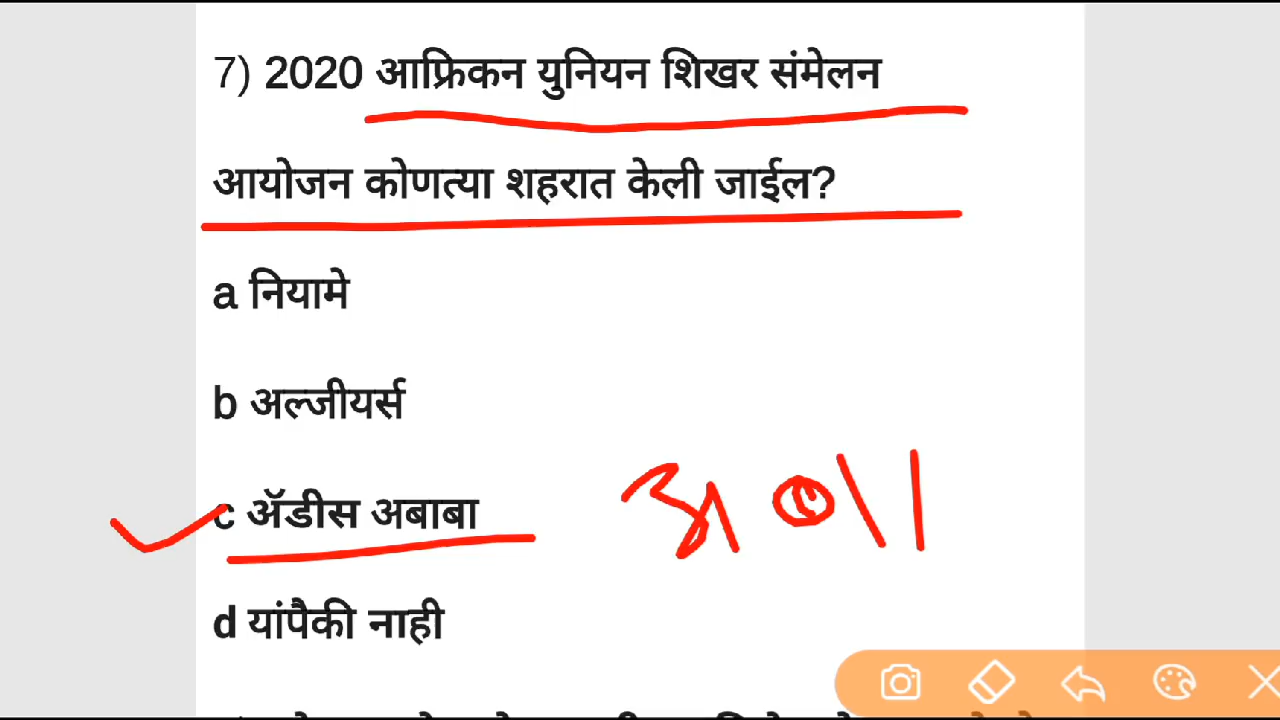 7) 2020 आफ्रिकन युनियन शिखर संमेलन
आयोजन कोणत्या शहरात केली जाईल?
a नियामे
b अल्जीयर्स
c ॲडीस अबाबा
d यांपैकी नाही